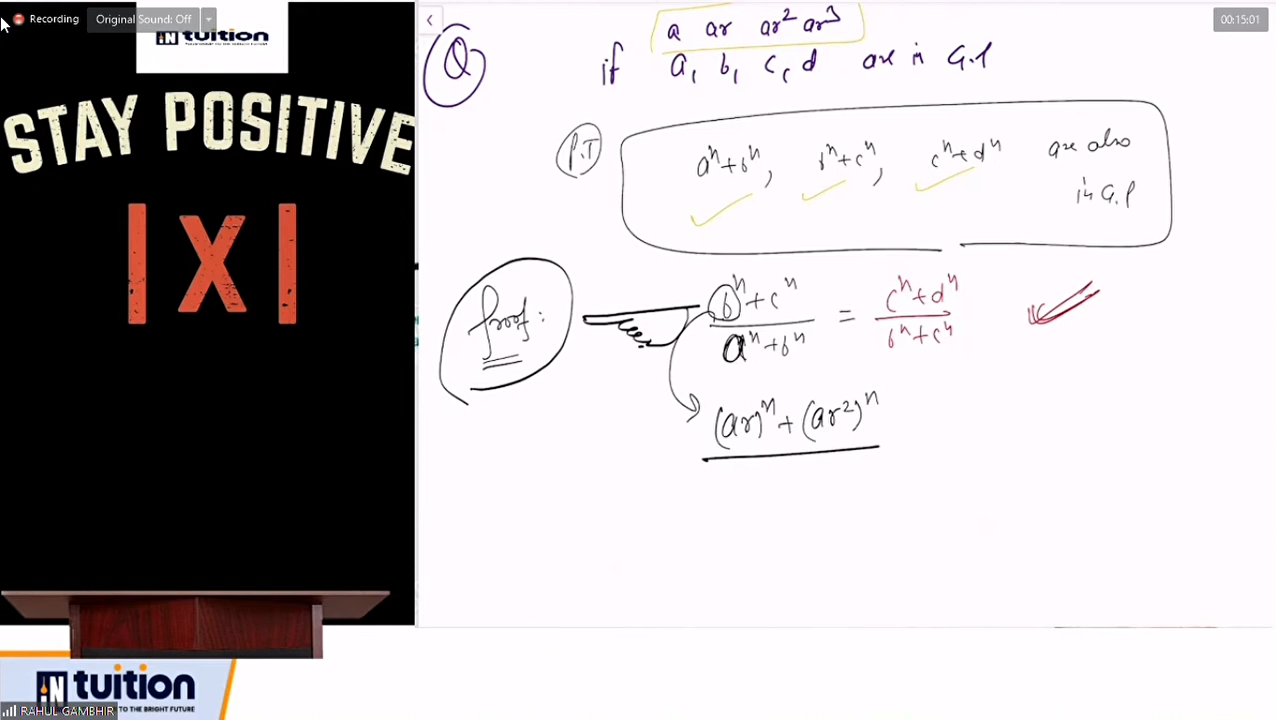 Recording
Original Sound: Off
00:15:01
iN tuition
STAY POSITIVE
|X|
a ar ar² ar³
Q if a, b, c, d are in G.P
P.T aⁿ+bⁿ, bⁿ+cⁿ, cⁿ+dⁿ are also
in G.P
Proof: bⁿ+cⁿ / aⁿ+bⁿ = cⁿ+dⁿ / bⁿ+cⁿ
(ar)ⁿ+(ar²)ⁿ
iN tuition
TO THE BRIGHT FUTURE
RAHUL GAMBHIR